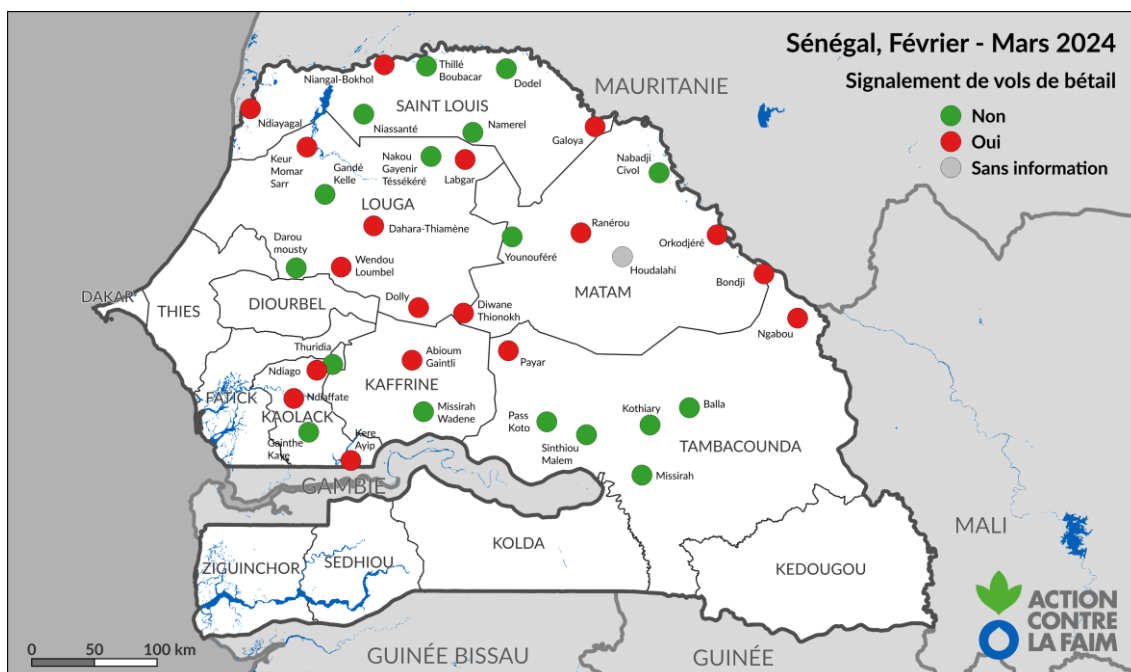 Sénégal, Février - Mars 2024
Signalement de vols de bétail
Non
Oui
Sans information
MAURITANIE
Niangal-Bokhol
Thillé
Boubacar
Dodel
SAINT LOUIS
Ndiayagal
Niassanté
Namerel
Galoya
Keur
Momar
Sarr
Gandé
Kelle
Nakou
Gayenir
Téssékéré
Labgar
Nabadji
Civol
LOUGA
Dahara-Thiamène
Ranérou
Orkodjéré
Darou
mousty
Wendou
Loumbel
Younouféré
Houdalahi
Bondji
DAKAR
THIES
DIOURBEL
Dolly
Diwane
Thionokh
MATAM
Ngabou
Thuridia
Ndiago
Abioum
Gaintli
Payar
KAFFRINE
FATICK
Ndiaffate
KAOLACK
Missirah
Wadene
Pass
Koto
Kothiary
Balla
Gainthe
Kaye
Kere
Ayip
Sinthiou
Malem
TAMBACOUNDA
Missirah
GAMBIE
MALI
ZIGUINCHOR
SEDHIOU
KOLDA
KEDOUGOU
0 50 100 km
GUINÉE BISSAU
GUINÉE
ACTION
CONTRE
LA FAIM